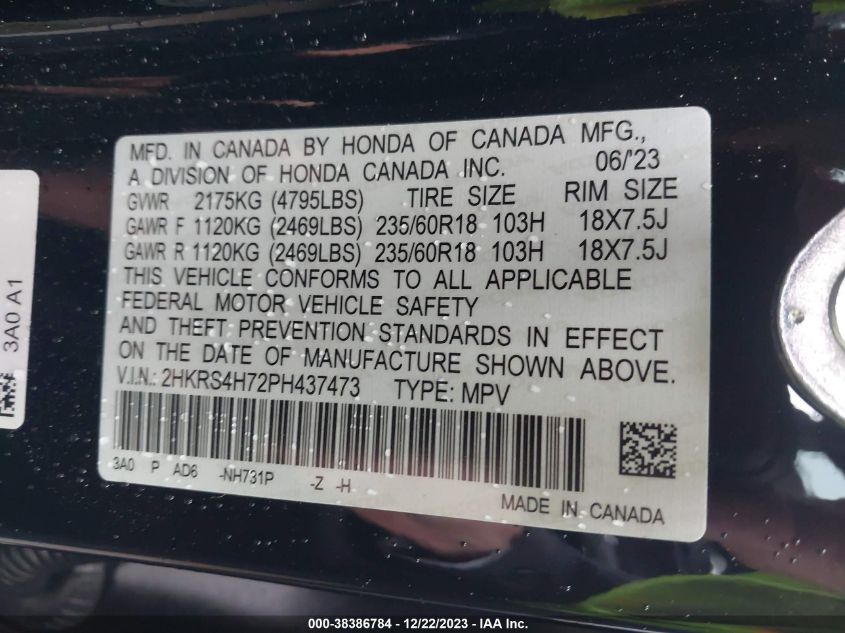 MFD. IN CANADA BY HONDA OF CANADA MFG.,
A DIVISION OF HONDA CANADA INC. 06/'23
GVWR 2175KG (4795LBS) TIRE SIZE RIM SIZE
GAWR F 1120KG (2469LBS) 235/60R18 103H 18X7.5J
GAWR R 1120KG (2469LBS) 235/60R18 103H 18X7.5J
THIS VEHICLE CONFORMS TO ALL APPLICABLE
FEDERAL MOTOR VEHICLE SAFETY
AND THEFT PREVENTION STANDARDS IN EFFECT
ON THE DATE OF MANUFACTURE SHOWN ABOVE.
V.I.N.: 2HKRS4H72PH437473 TYPE: MPV
3A0 P AD6 -NH731P -Z -H
MADE IN CANADA
3A0 A1
000-38386784 - 12/22/2023 - IAAI.com.